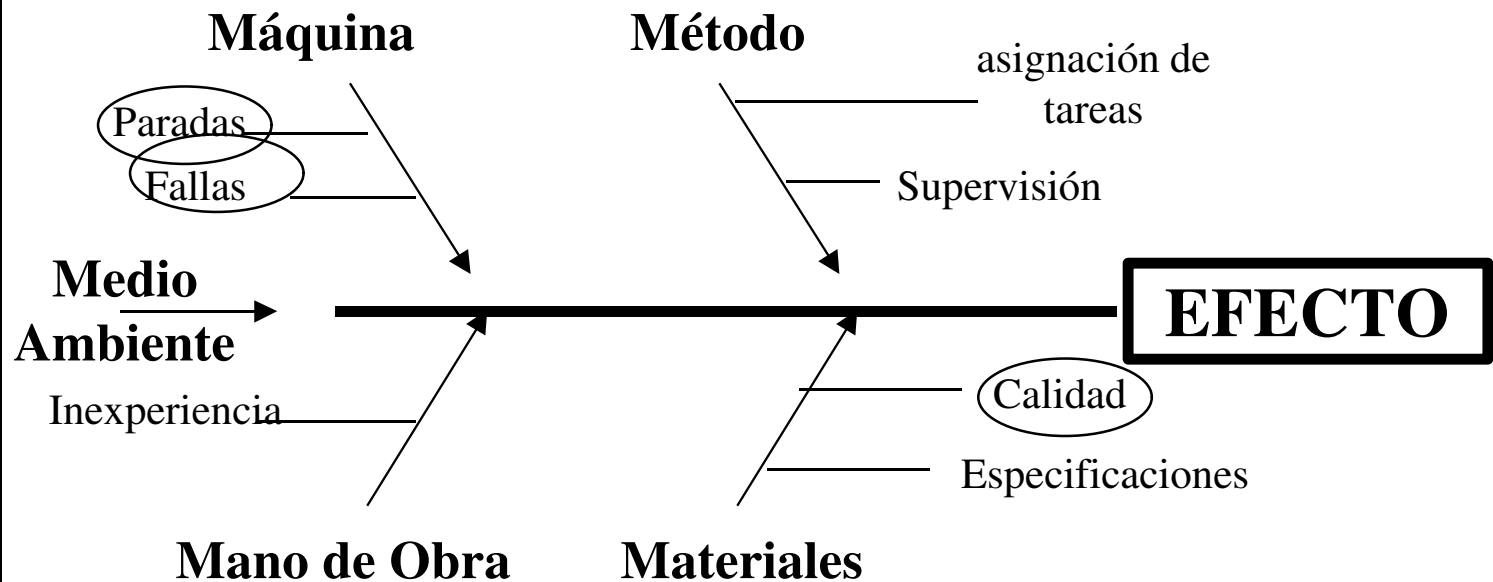 Máquina
Método
asignación de
tareas
Paradas
Fallas
Supervisión
Medio
Ambiente
EFECTO
Inexperiencia
Calidad
Especificaciones
Mano de Obra
Materiales